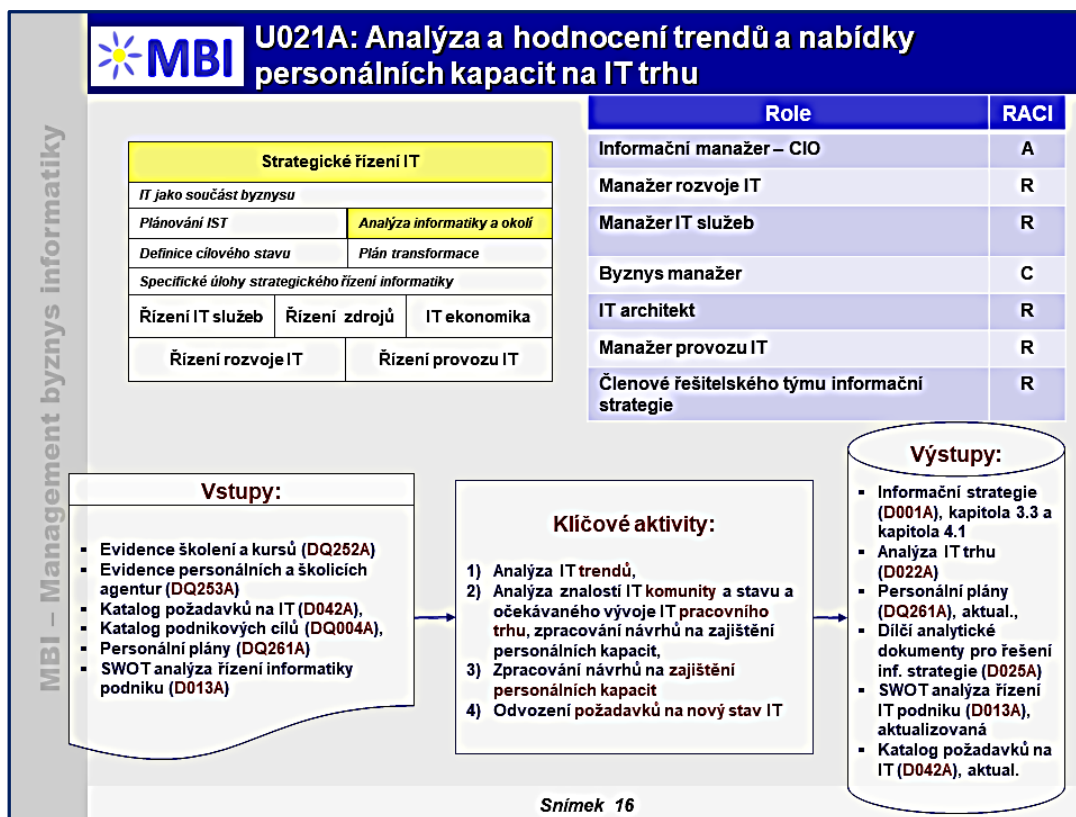 MBI
U021A: Analýza a hodnocení trendů a nabídky
personálních kapacit na IT trhu
MBI – Management byznys informatiky
Strategické řízení IT
IT jako součást byznysu
Plánování IST
Analýza informatiky a okolí
Definice cílového stavu
Plán transformace
Specifické úlohy strategického řízení informatiky
Řízení IT služeb
Řízení zdrojů
IT ekonomika
Řízení rozvoje IT
Řízení provozu IT
Role RACI
Informační manažer – CIO A
Manažer rozvoje IT R
Manažer IT služeb R
Byznys manažer C
IT architekt R
Manažer provozu IT R
Členové řešitelského týmu informační
strategie R
Vstupy:
▪ Evidence školení a kursů (DQ252A)
▪ Evidence personálních a školicích
agentur (DQ253A)
▪ Katalog požadavků na IT (D042A),
▪ Katalog podnikových cílů (DQ004A),
▪ Personální plány (DQ261A)
▪ SWOT analýza řízení informatiky
podniku (D013A)
Klíčové aktivity:
1) Analýza IT trendů,
2) Analýza znalostí IT komunity a stavu a
očekávaného vývoje IT pracovního
trhu, zpracování návrhů na zajištění
personálních kapacit,
3) Zpracování návrhů na zajištění
personálních kapacit
4) Odvození požadavků na nový stav IT
Výstupy:
▪ Informační strategie
(D001A), kapitola 3.3 a
kapitola 4.1
▪ Analýza IT trhu
(D022A)
▪ Personální plány
(DQ261A), aktual.,
▪ Dílčí analytické
dokumenty pro řešení
inf. strategie (D025A)
▪ SWOT analýza řízení
IT podniku (D013A),
aktualizovaná
▪ Katalog požadavků na
IT (D042A), aktual.
Snímek 16